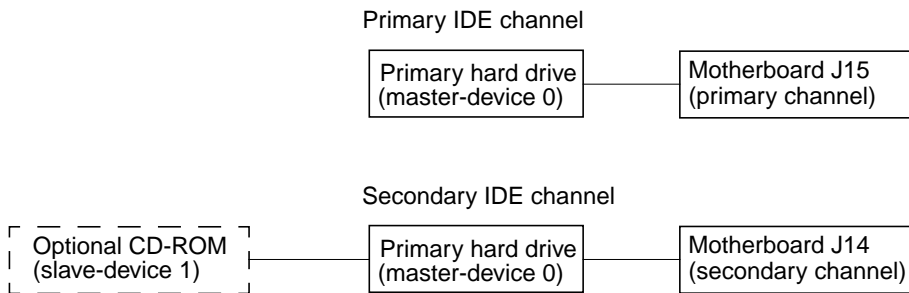 Primary IDE channel
Primary hard drive
(master-device 0)
Motherboard J15
(primary channel)
Secondary IDE channel
Optional CD-ROM
(slave-device 1)
Primary hard drive
(master-device 0)
Motherboard J14
(secondary channel)